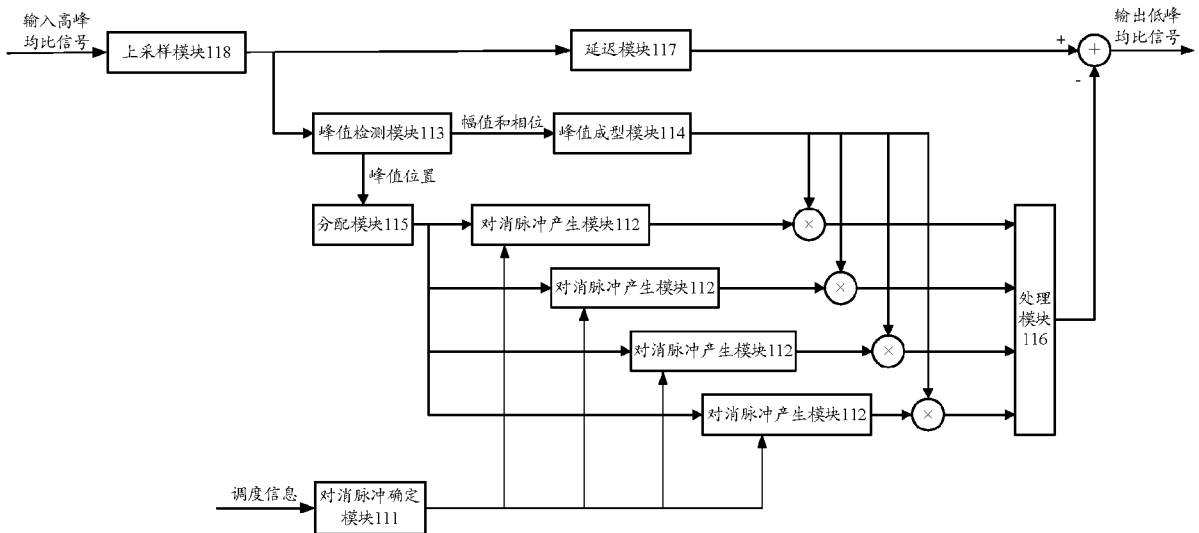 输入高峰
均比信号
上采样模块118
延迟模块117
+
+
-
输出低峰
均比信号
峰值检测模块113
幅值和相位
峰值成型模块114
峰值位置
分配模块115
对消脉冲产生模块112
×
对消脉冲产生模块112
×
对消脉冲产生模块112
×
对消脉冲产生模块112
×
处理
模块
116
调度信息
对消脉冲确定
模块111